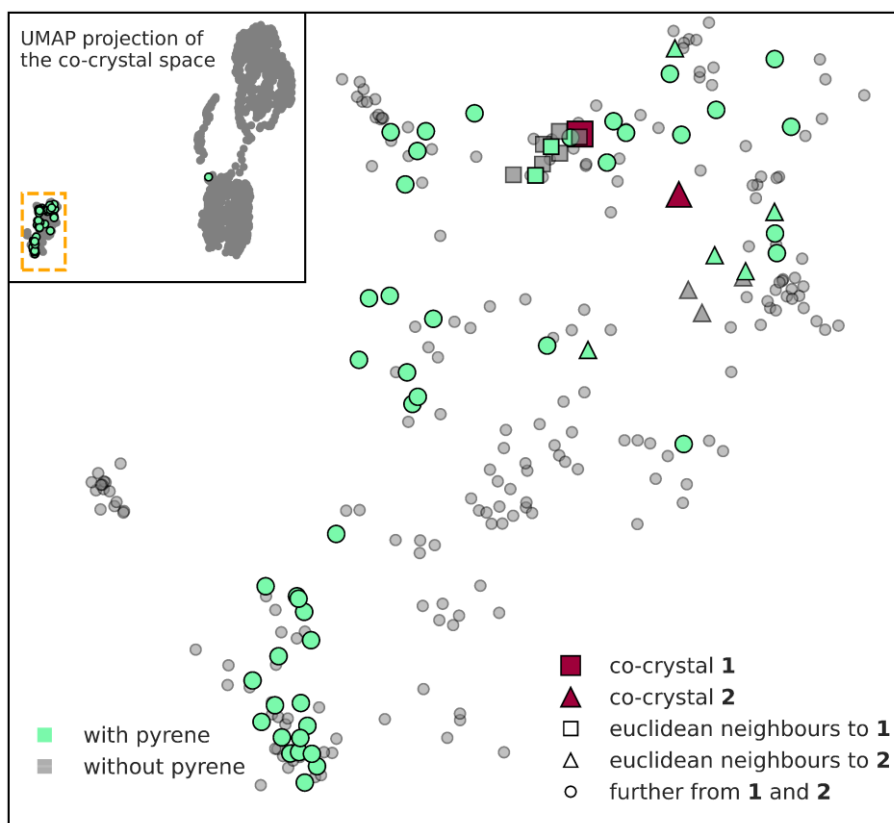 UMAP projection of
the co-crystal space
with pyrene
without pyrene
co-crystal 1
co-crystal 2
euclidean neighbours to 1
euclidean neighbours to 2
further from 1 and 2